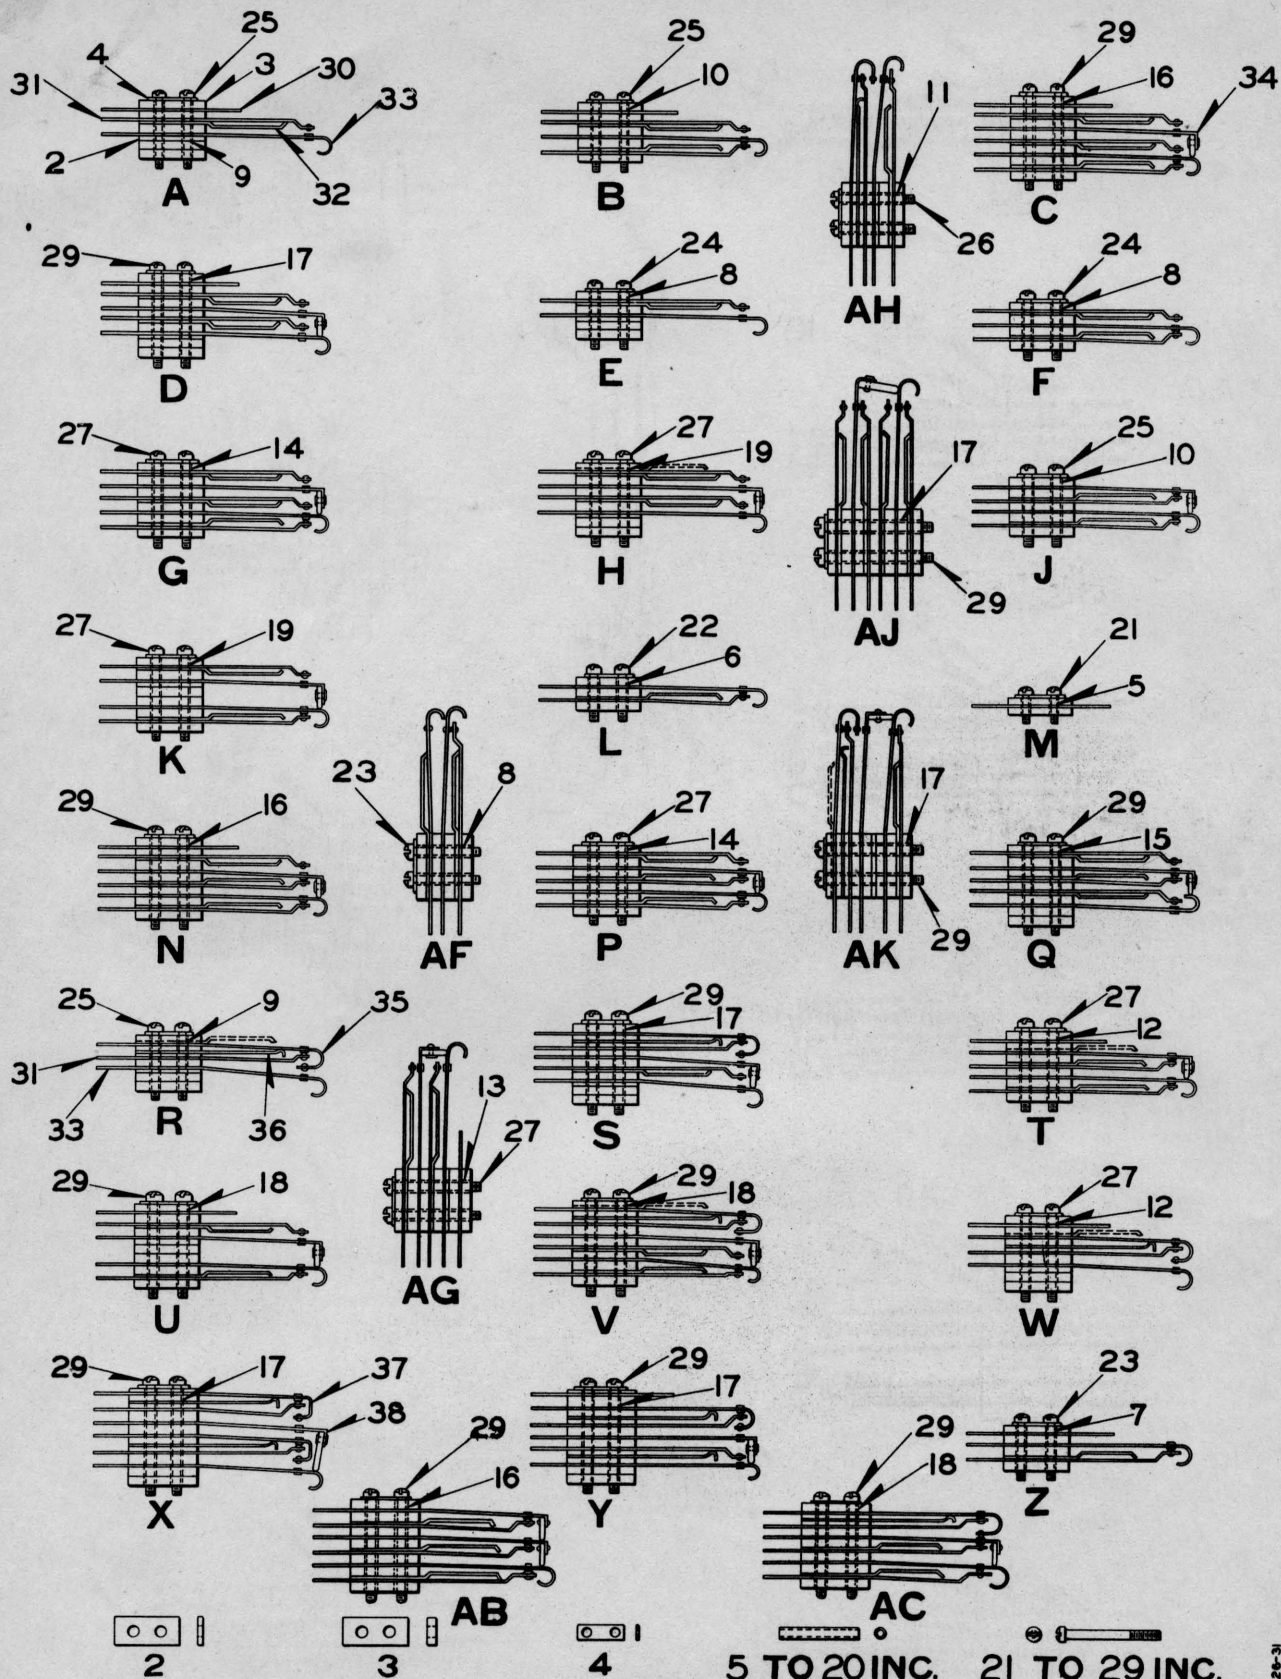 25
4
3
30
31
33
2
9
32
A
25
10
B
11
26
AH
29
16
34
C
29
17
D
24
8
E
24
8
F
27
14
G
27
19
H
17
29
AJ
25
10
J
27
19
K
22
6
L
21
5
M
23
8
AF
29
16
N
27
14
P
17
29
AK
29
15
Q
25
9
35
31
33
36
R
13
27
AG
29
17
S
27
12
T
29
18
U
29
18
V
27
12
W
29
17
37
38
X
29
17
Y
23
7
Z
29
16
AB
29
18
AC
2
3
4
5 TO 20 INC.
21 TO 29 INC.